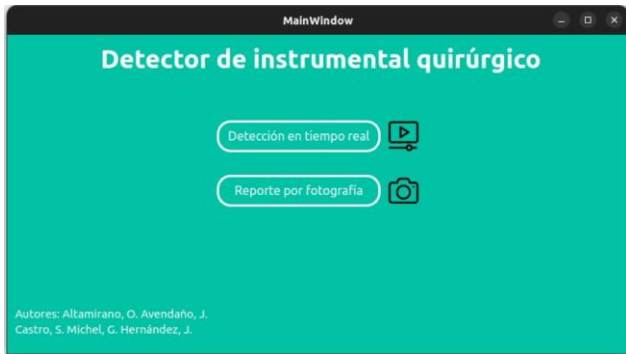 MainWindow
Detector de instrumental quirúrgico
Detección en tiempo real
Reporte por fotografía
Autores: Altamirano, O. Avendaño, J.
Castro, S. Michel, G. Hernández, J.